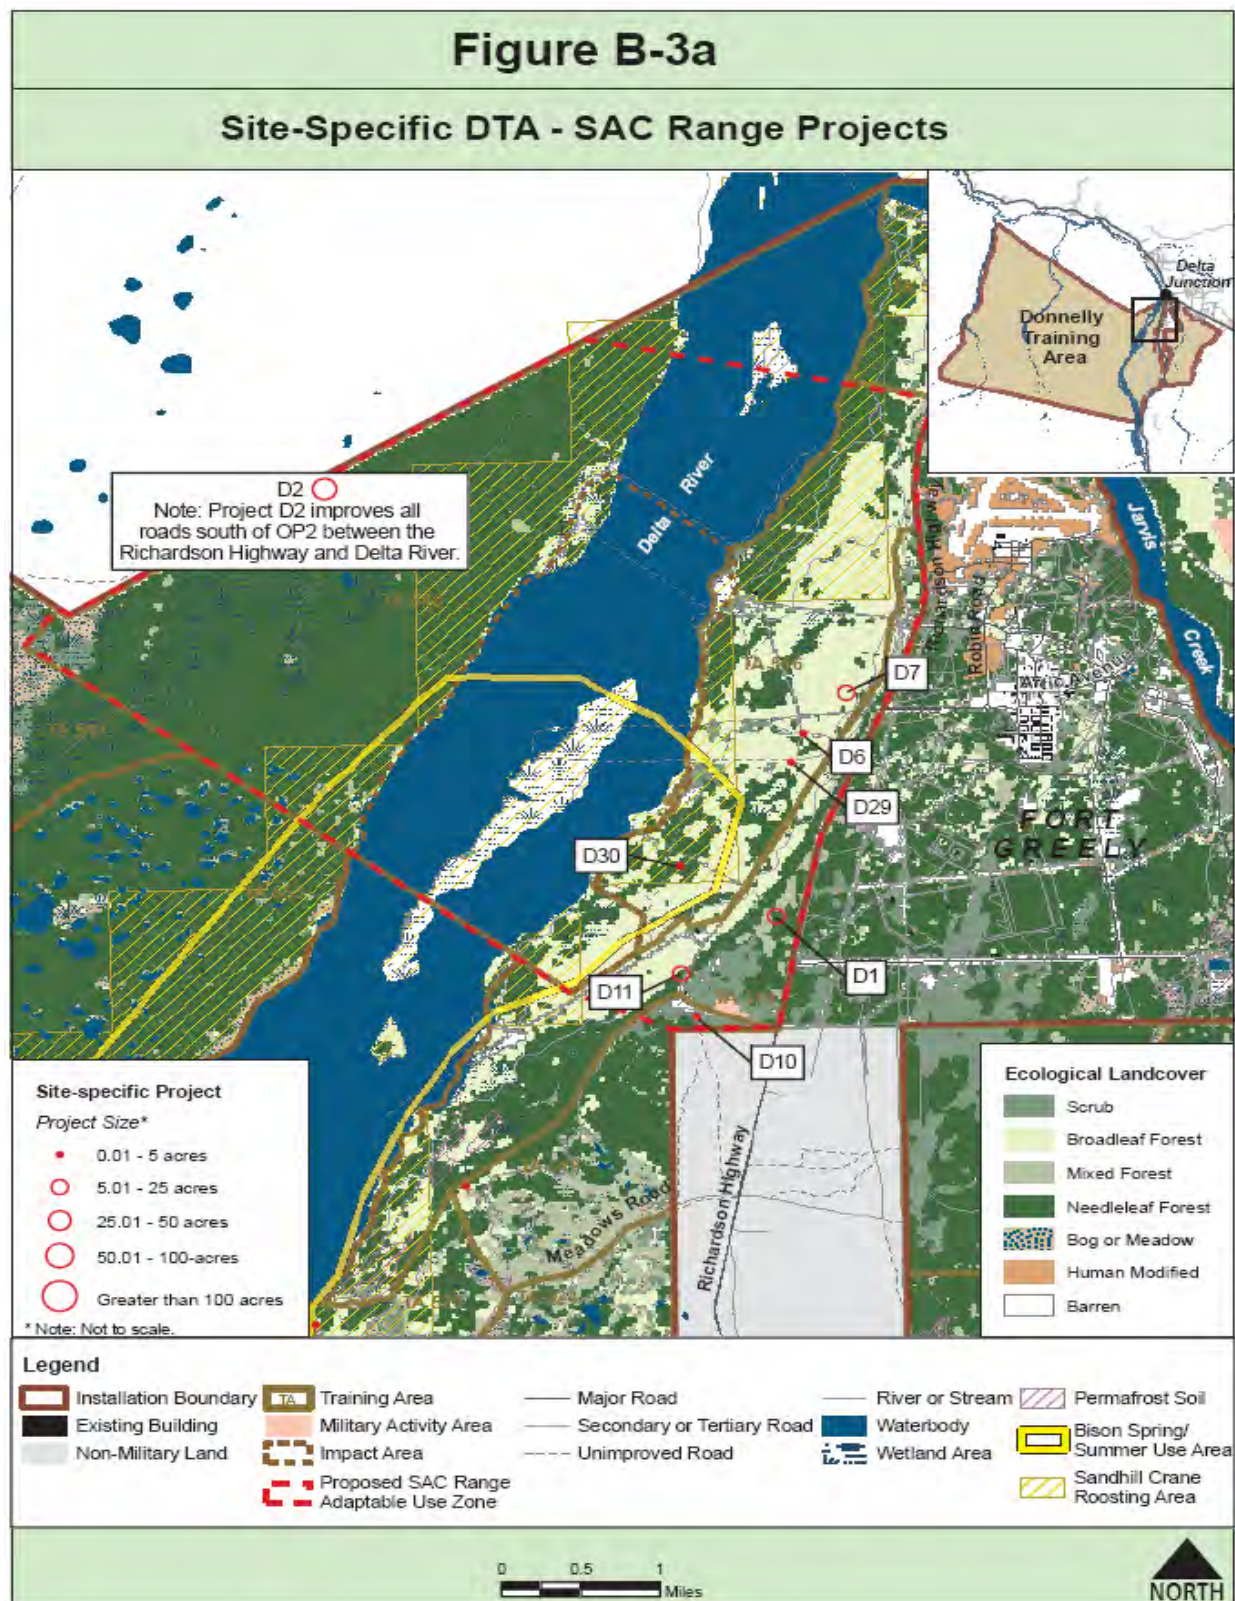 Figure B-3a
Site-Specific DTA - SAC Range Projects
Delta
Junction
Donnelly
Training
Area
D2
Note: Project D2 improves all
roads south of OP2 between the
Richardson Highway and Delta River.
River
Delta
Richardson Highway
Robin Road
Jarvis
Creek
D7
D6
D29
FORT
GREELY
D30
D1
D11
D10
Richardson Highway
Meadows Road
Site-specific Project
Project Size*
0.01 - 5 acres
5.01 - 25 acres
25.01 - 50 acres
50.01 - 100-acres
Greater than 100 acres
* Note: Not to scale.
Ecological Landcover
Scrub
Broadleaf Forest
Mixed Forest
Needleleaf Forest
Bog or Meadow
Human Modified
Barren
Legend
Installation Boundary
TA Training Area
Major Road
River or Stream
Permafrost Soil
Existing Building
Military Activity Area
Secondary or Tertiary Road
Waterbody
Bison Spring/
Summer Use Area
Non-Military Land
Impact Area
Unimproved Road
Wetland Area
Proposed SAC Range
Adaptable Use Zone
Sandhill Crane
Roosting Area
0 0.5 1
Miles
NORTH